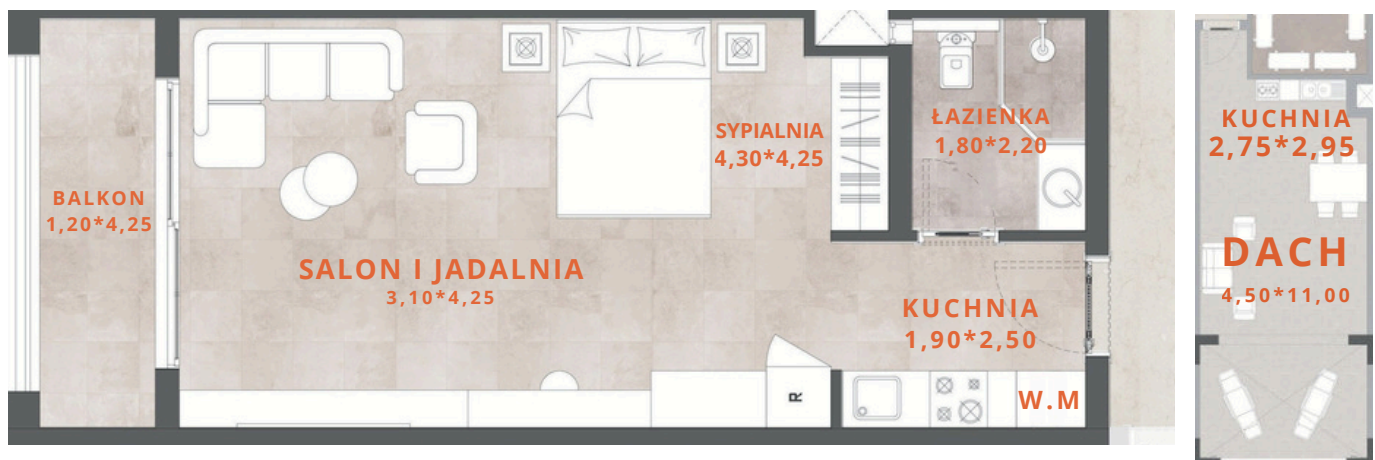 BALKON
1,20*4,25
SALON I JADALNIA
3,10*4,25
SYPIALNIA
4,30*4,25
ŁAZIENKA
1,80*2,20
KUCHNIA
1,90*2,50
R
W.M
KUCHNIA
2,75*2,95
DACH
4,50*11,00